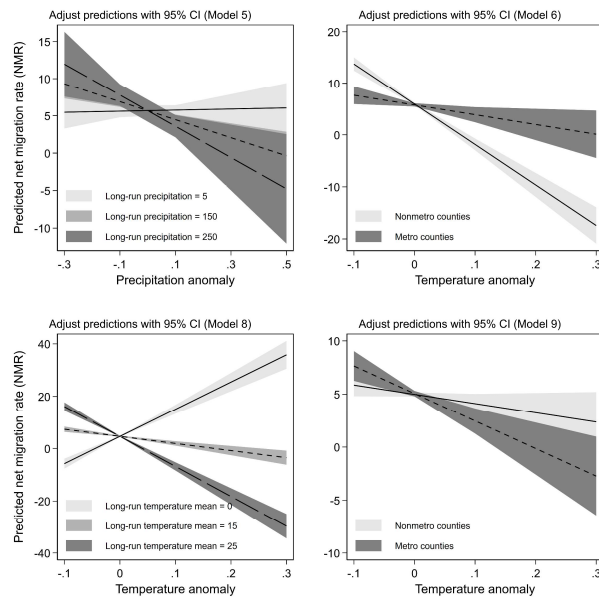 Adjust predictions with 95% CI (Model 5)
Predicted net migration rate (NMR)
15
10
5
0
-5
-10
Long-run precipitation = 5
Long-run precipitation = 150
Long-run precipitation = 250
-.3
-.1
.1
.3
.5
Precipitation anomaly
Adjust predictions with 95% CI (Model 6)
20
10
0
-10
-20
Nonmetro counties
Metro counties
-.1
0
.1
.2
.3
Temperature anomaly
Adjust predictions with 95% CI (Model 8)
Predicted net migration rate (NMR)
40
20
0
-20
-40
Long-run temperature mean = 0
Long-run temperature mean = 15
Long-run temperature mean = 25
-.1
0
.1
.2
.3
Temperature anomaly
Adjust predictions with 95% CI (Model 9)
10
5
0
-5
-10
Nonmetro counties
Metro counties
-.1
0
.1
.2
.3
Temperature anomaly